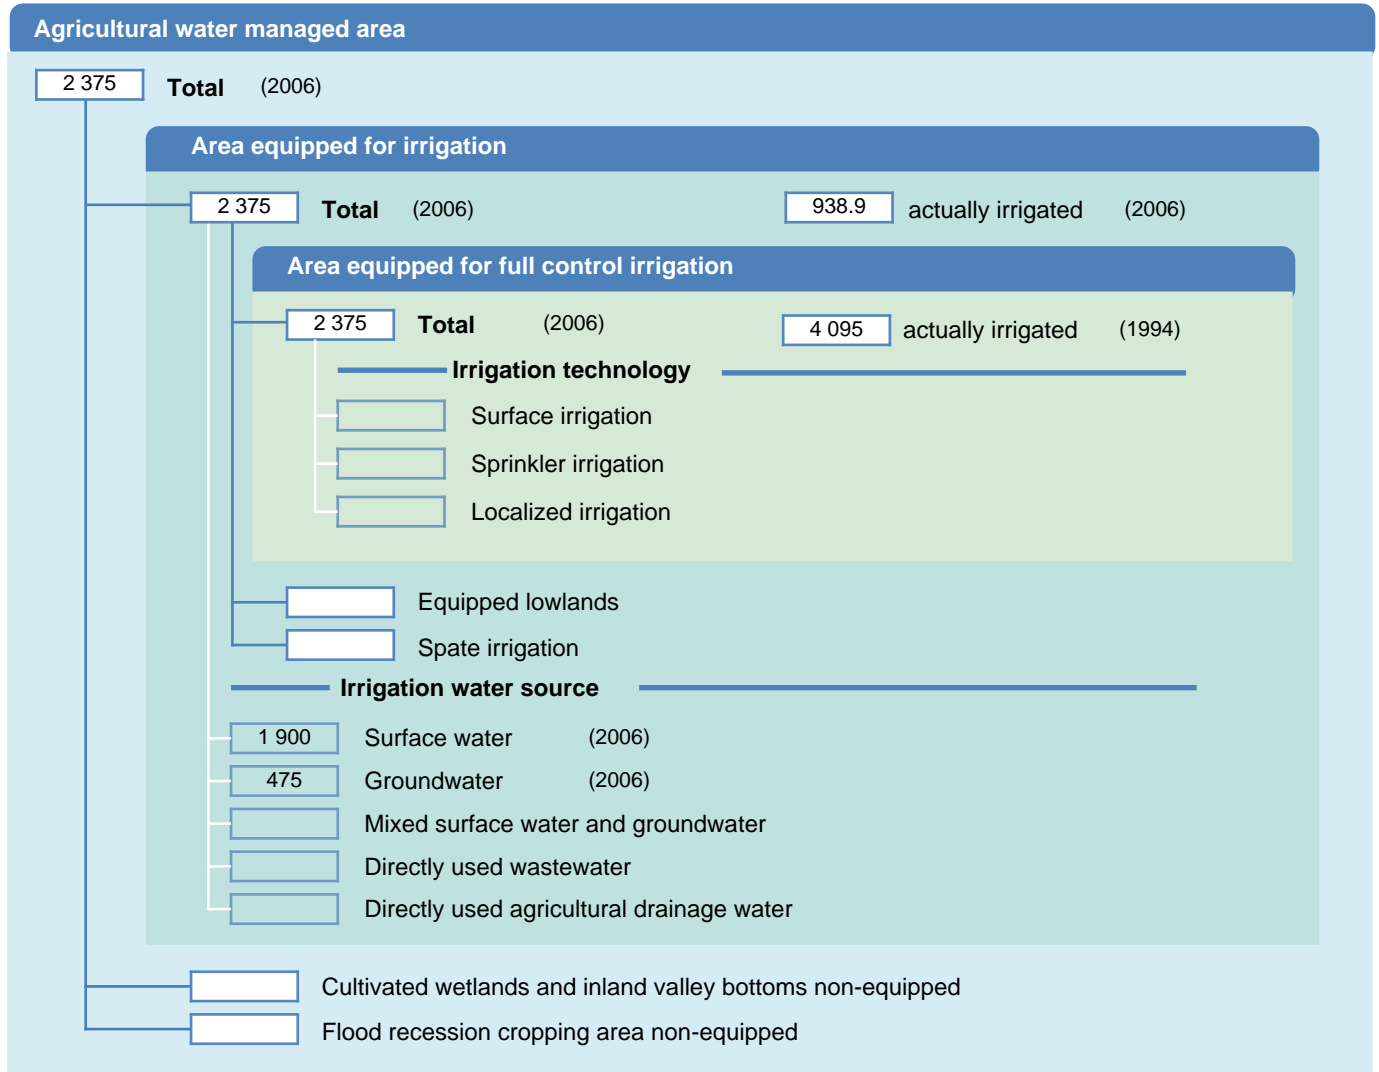 Agricultural water managed area
2 375 Total (2006)
Area equipped for irrigation
2 375 Total (2006) 938.9 actually irrigated (2006)
Area equipped for full control irrigation
2 375 Total (2006) 4 095 actually irrigated (1994)
Irrigation technology
Surface irrigation
Sprinkler irrigation
Localized irrigation
Equipped lowlands
Spate irrigation
Irrigation water source
1 900 Surface water (2006)
475 Groundwater (2006)
Mixed surface water and groundwater
Directly used wastewater
Directly used agricultural drainage water
Cultivated wetlands and inland valley bottoms non-equipped
Flood recession cropping area non-equipped